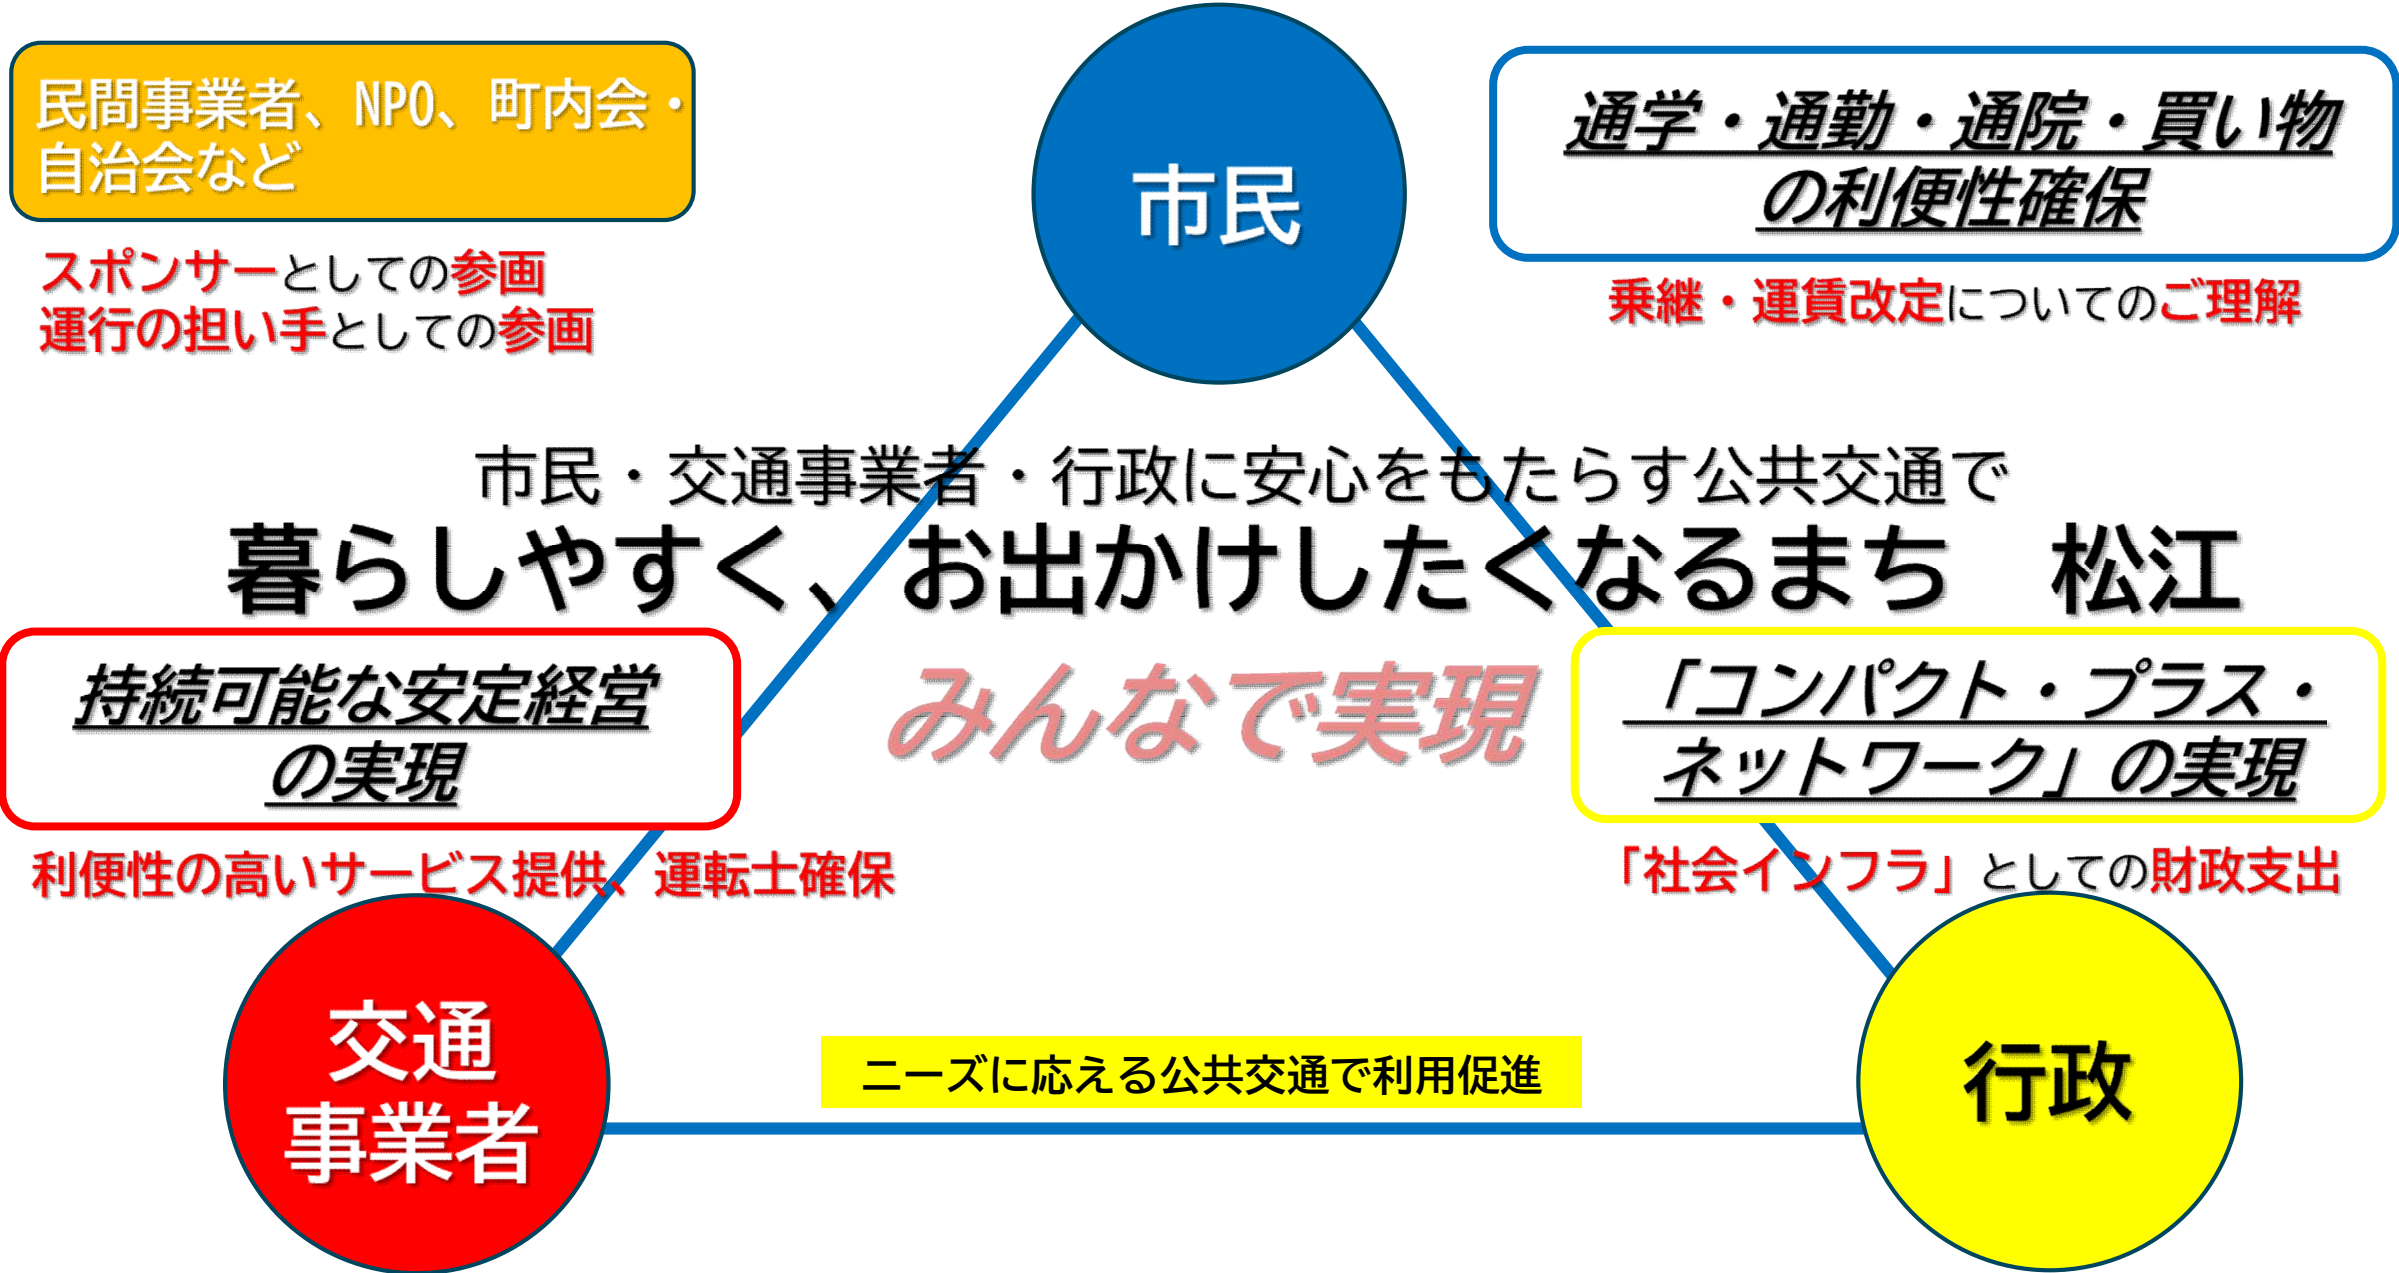 民間事業者、NPO、町内会・
自治会など
スポンサーとしての参画
運行の担い手としての参画
市民
通学・通勤・通院・買い物
の利便性確保
乗継・運賃改定についてのご理解
市民・交通事業者・行政に安心をもたらす公共交通で
暮らしやすく、お出かけしたくなるまち　松江
みんなで実現
持続可能な安定経営
の実現
利便性の高いサービス提供、運転士確保
「コンパクト・プラス・
ネットワーク」の実現
「社会インフラ」としての財政支出
交通
事業者
ニーズに応える公共交通で利用促進
行政